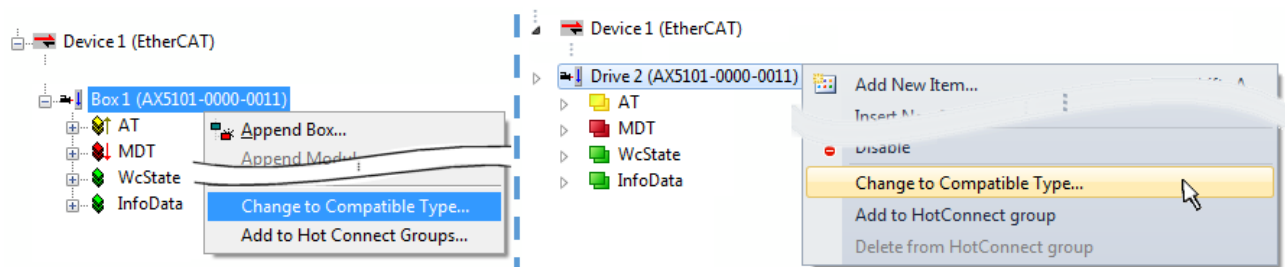 Device 1 (EtherCAT)
Box 1 (AX5101-0000-0011)
AT
MDT
WcState
InfoData
Append Box...
Append Modul
Change to Compatible Type...
Add to Hot Connect Groups...
Device 1 (EtherCAT)
Drive 2 (AX5101-0000-0011)
AT
MDT
WcState
InfoData
Add New Item...
Insert
Disable
Change to Compatible Type...
Add to HotConnect group
Delete from HotConnect group